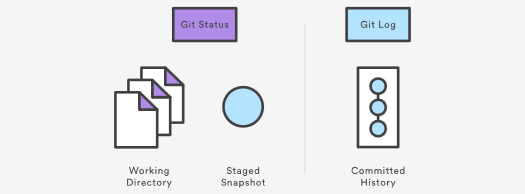 Git Status
Git Log
Working
Directory
Staged
Snapshot
Committed
History